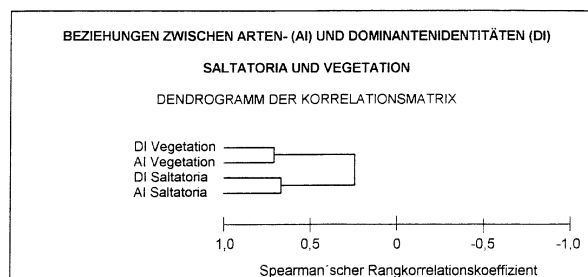 BEZIEHUNGEN ZWISCHEN ARTEN- (AI) UND DOMINANTENIDENTITÄTEN (DI)
SALTATORIA UND VEGETATION
DENDROGRAMM DER KORRELATIONSMATRIX
DI Vegetation
AI Vegetation
DI Saltatoria
AI Saltatoria
1,0 0,5 0 -0,5 -1,0
Spearman´scher Rangkorrelationskoeffizient